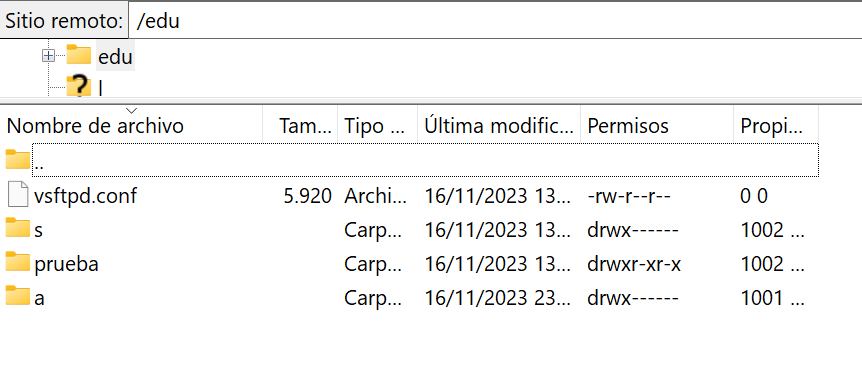 Sitio remoto: /edu
edu
l
Nombre de archivo Tam... Tipo ... Última modific... Permisos Propi...
..
vsftpd.conf 5.920 Archi... 16/11/2023 13... -rw-r--r-- 0 0
s Carp... 16/11/2023 13... drwx------ 1002 ...
prueba Carp... 16/11/2023 13... drwxr-xr-x 1002 ...
a Carp... 16/11/2023 23... drwx------ 1001 ...